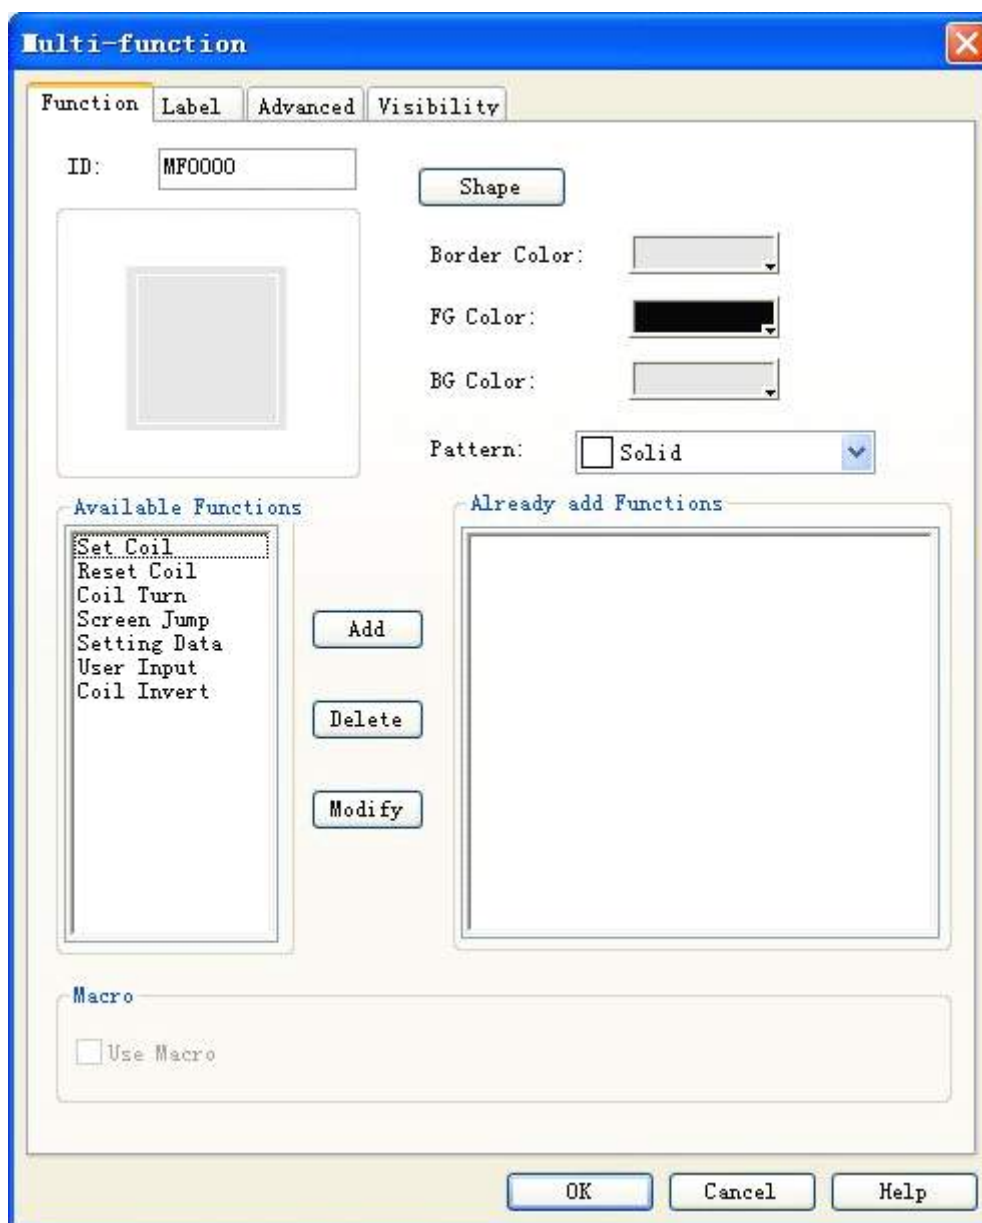 Multi-function
Function Label Advanced Visibility
ID: MF0000
Shape
Border Color:
FG Color:
BG Color:
Pattern: Solid
Available Functions
Set Coil
Reset Coil
Coil Turn
Screen Jump
Setting Data
User Input
Coil Invert
Add
Delete
Modify
Already add Functions
Macro
Use Macro
OK Cancel Help